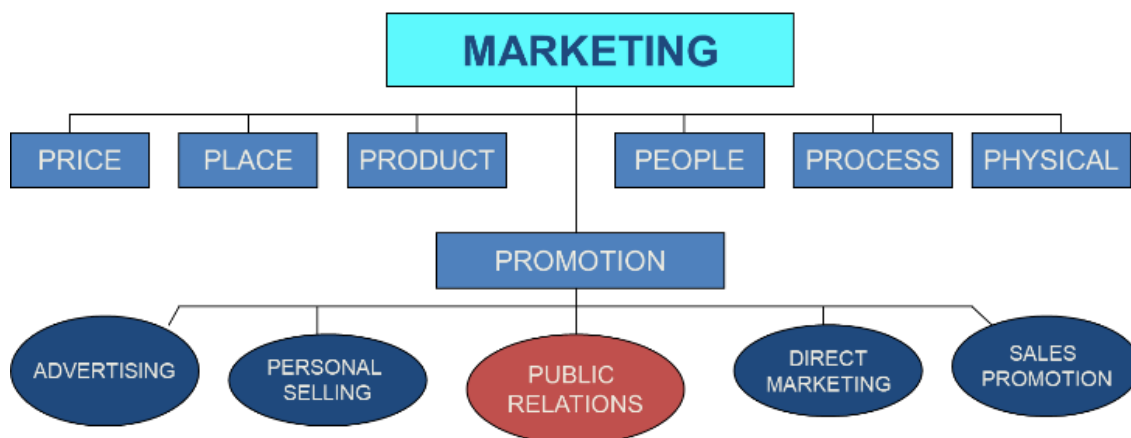 MARKETING
PRICE
PLACE
PRODUCT
PEOPLE
PROCESS
PHYSICAL
PROMOTION
ADVERTISING
PERSONAL
SELLING
PUBLIC
RELATIONS
DIRECT
MARKETING
SALES
PROMOTION